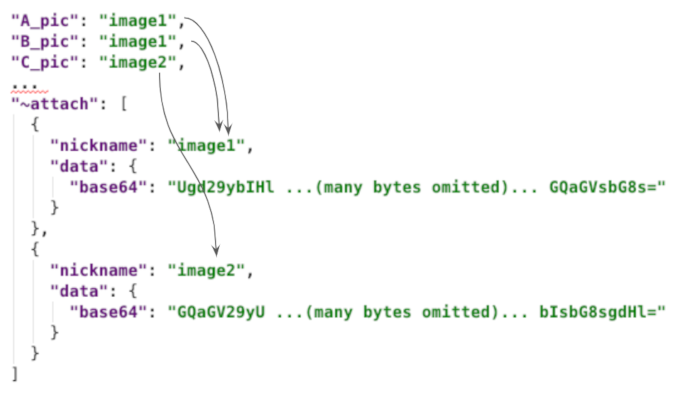 "A_pic": "image1",
"B_pic": "image1",
"C_pic": "image2",
...
"~attach": [
{
"nickname": "image1",
"data": {
"base64": "Ugd29ybIHl ...(many bytes omitted)... GQaGVsbG8s="
}
},
{
"nickname": "image2",
"data": {
"base64": "GQaGV29yU ...(many bytes omitted)... bIsbG8sgdHl="
}
}
]